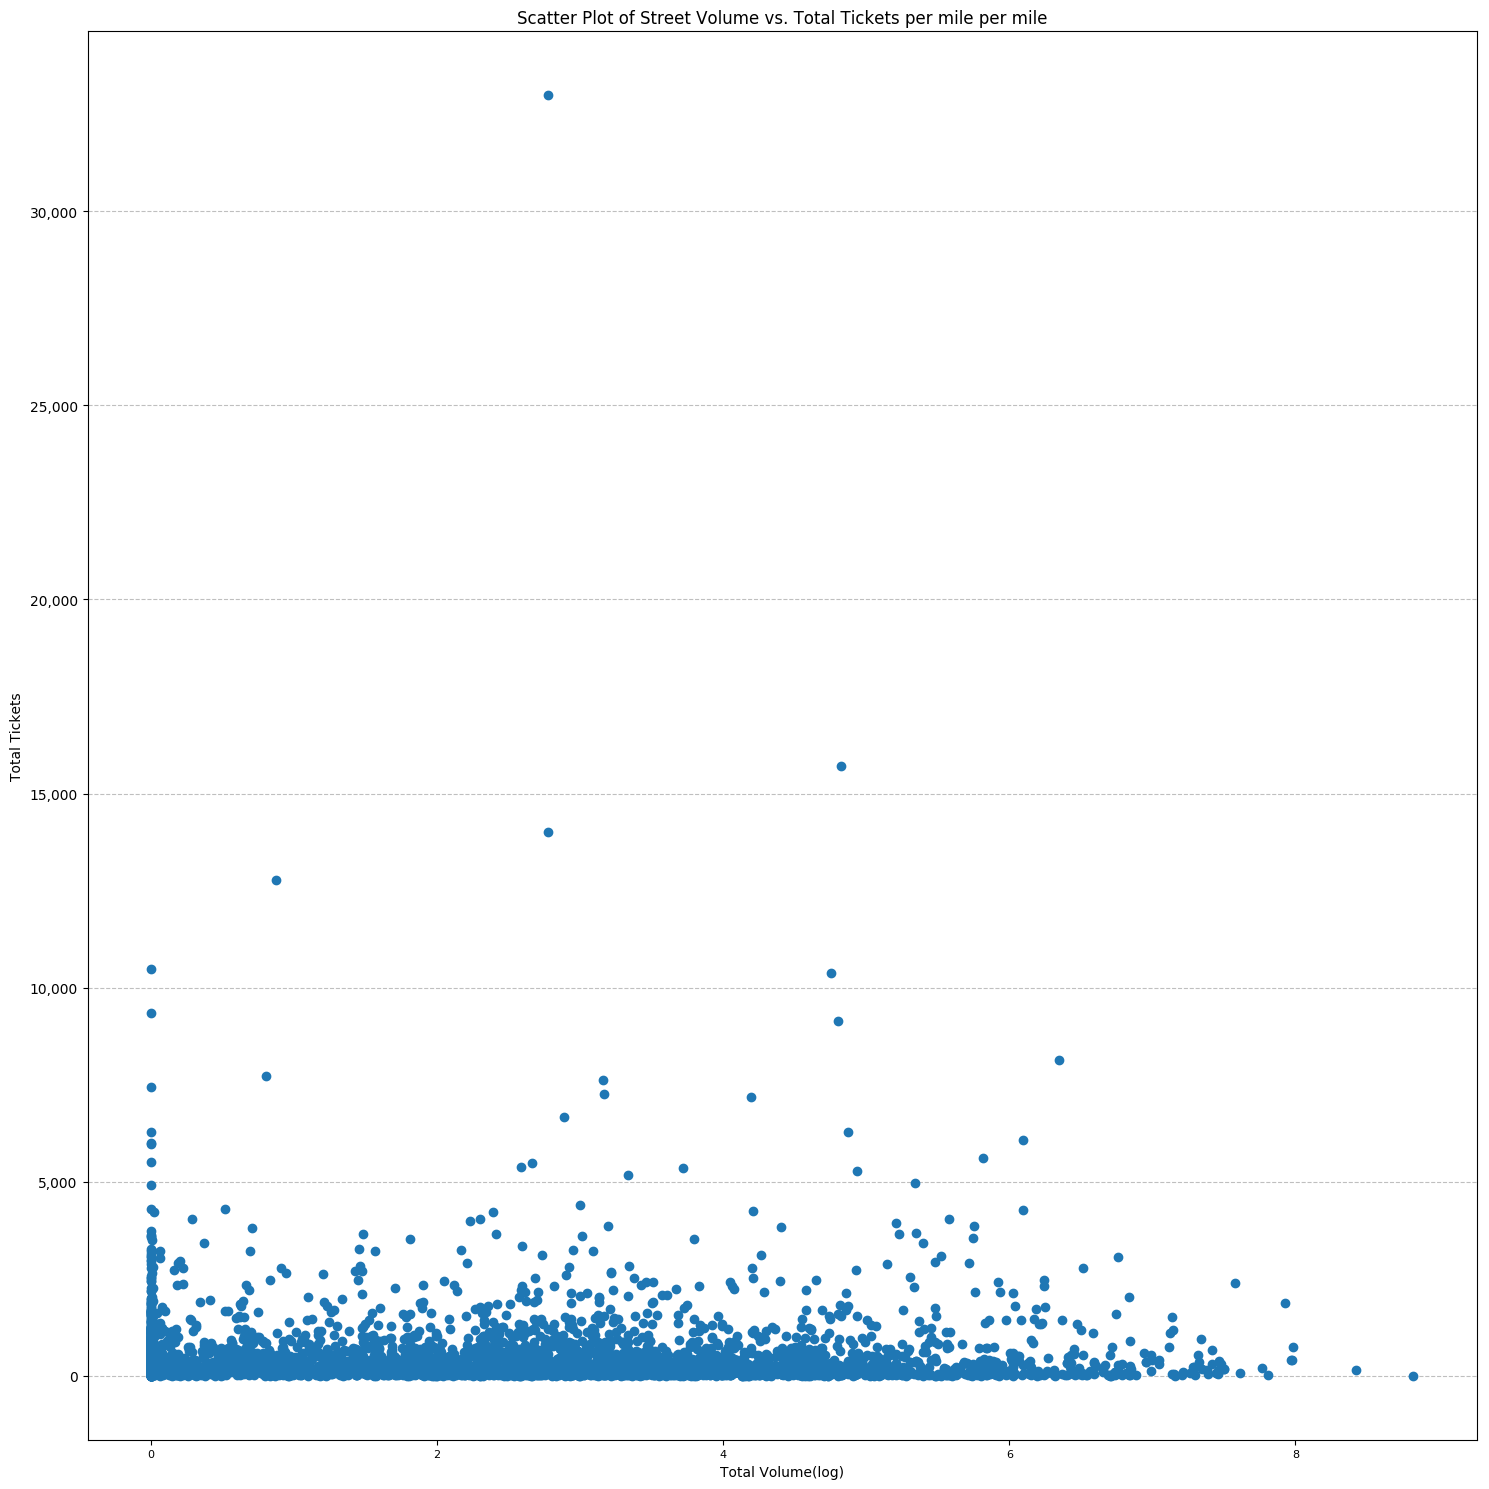 Scatter Plot of Street Volume vs. Total Tickets per mile per mile
30,000
25,000
20,000
15,000
10,000
5,000
0
Total Tickets
0 2 4 6 8
Total Volume(log)